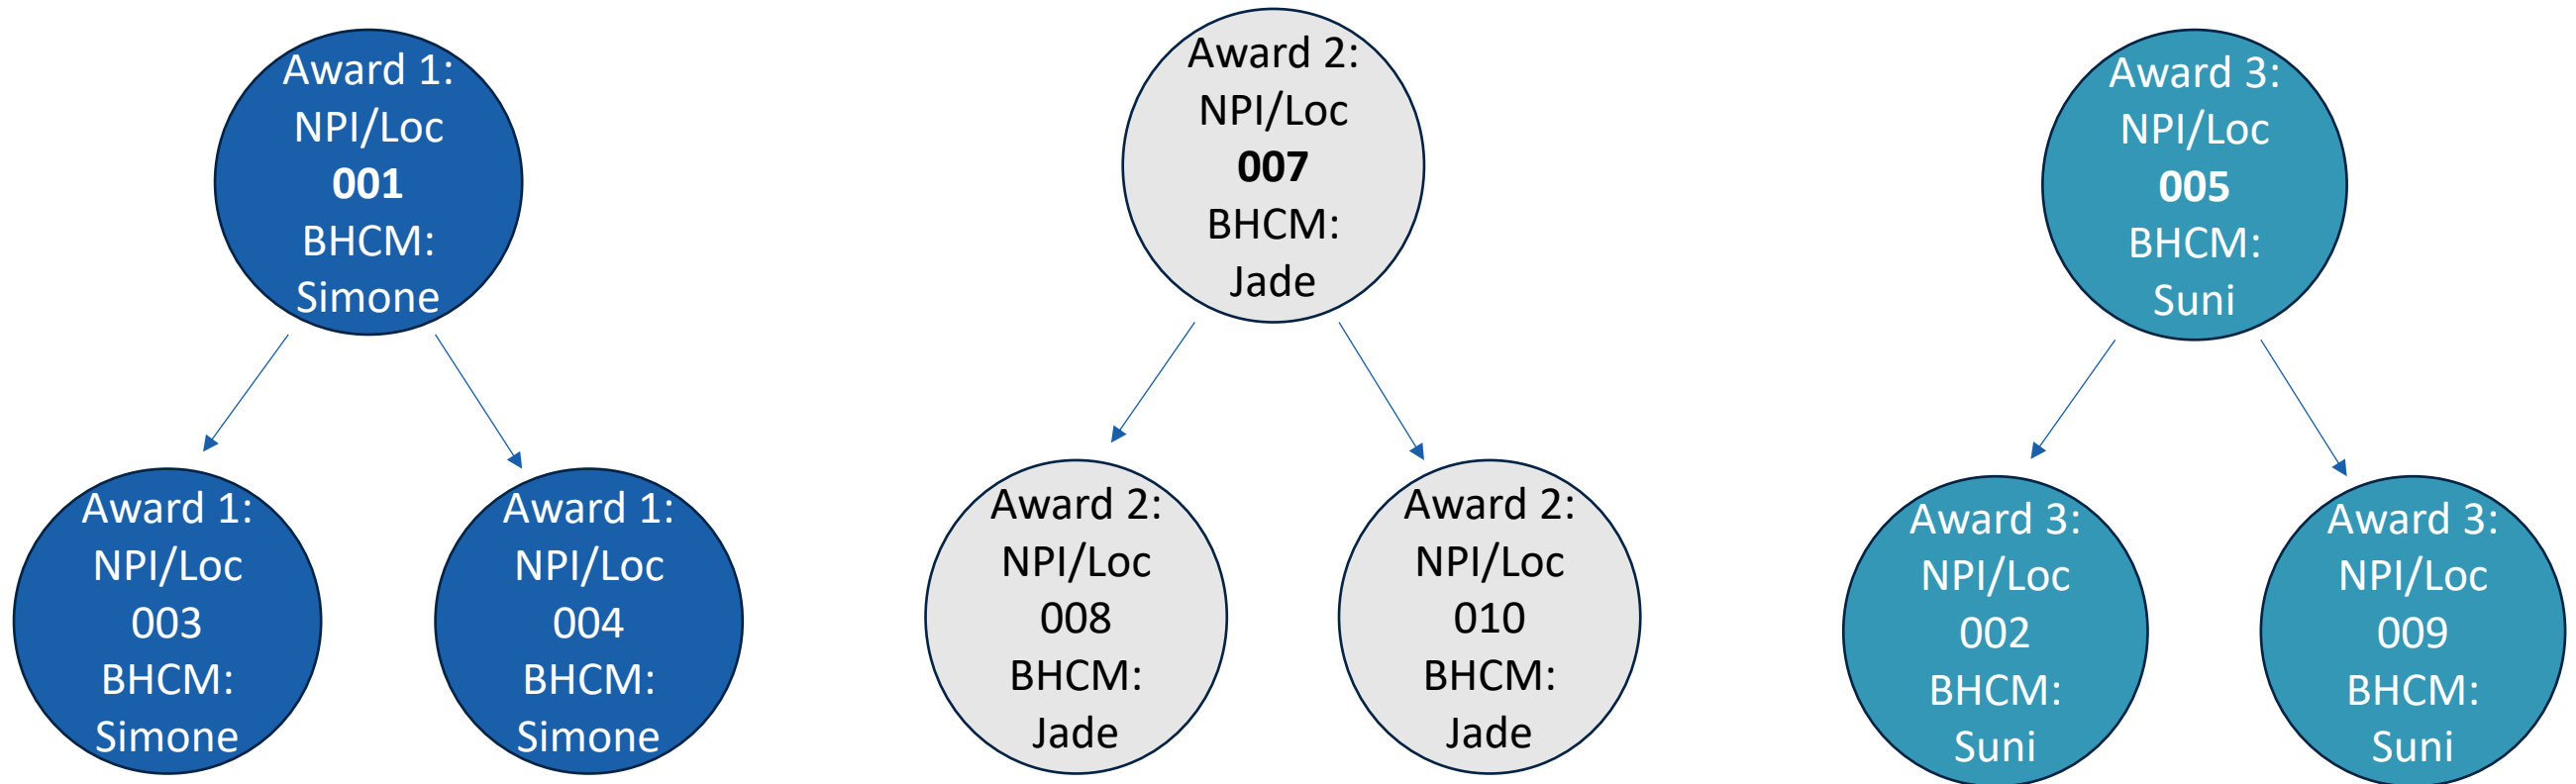 Award 1:
NPI/Loc
001
BHCM:
Simone
Award 2:
NPI/Loc
007
BHCM:
Jade
Award 3:
NPI/Loc
005
BHCM:
Suni
Award 1:
NPI/Loc
003
BHCM:
Simone
Award 1:
NPI/Loc
004
BHCM:
Simone
Award 2:
NPI/Loc
008
BHCM:
Jade
Award 2:
NPI/Loc
010
BHCM:
Jade
Award 3:
NPI/Loc
002
BHCM:
Suni
Award 3:
NPI/Loc
009
BHCM:
Suni